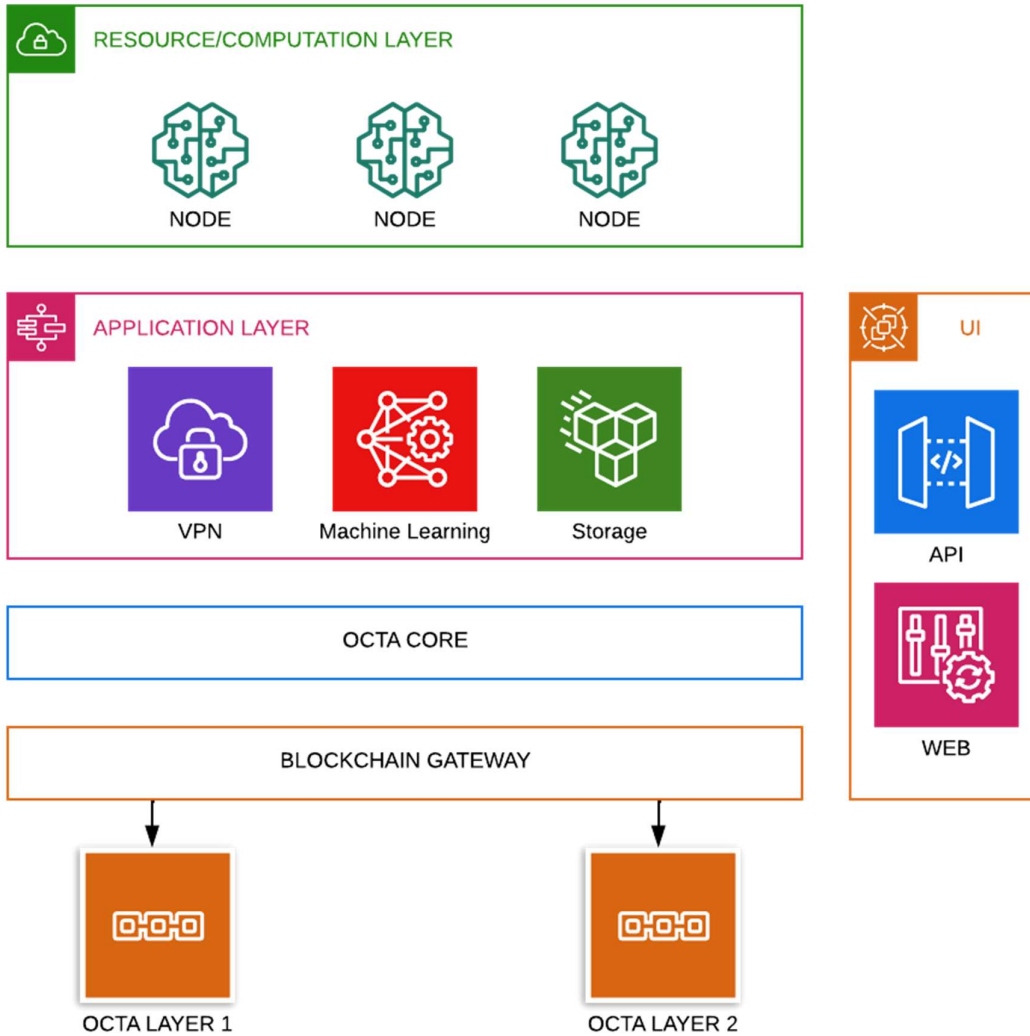 RESOURCE/COMPUTATION LAYER
NODE
NODE
NODE
APPLICATION LAYER
VPN
Machine Learning
Storage
UI
API
WEB
OCTA CORE
BLOCKCHAIN GATEWAY
OCTA LAYER 1
OCTA LAYER 2